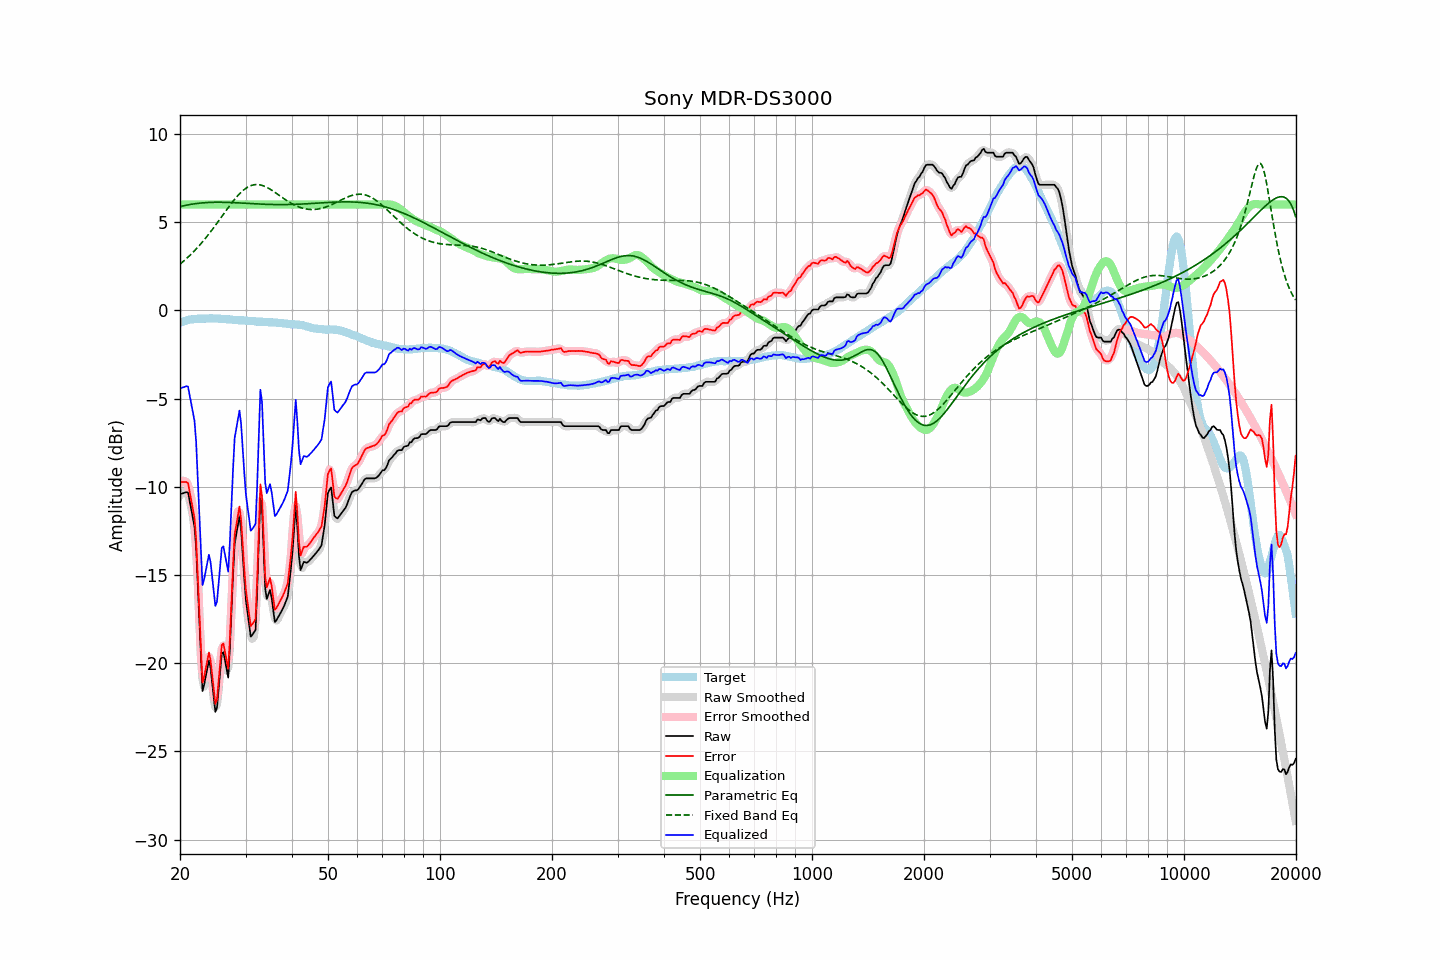 Sony MDR-DS3000
Amplitude (dBr)
10
5
0
−5
−10
−15
−20
−25
−30
Target
Raw Smoothed
Error Smoothed
Raw
Error
Equalization
Parametric Eq
Fixed Band Eq
Equalized
20 50 100 200 500 1000 2000 5000 10000 20000
Frequency (Hz)